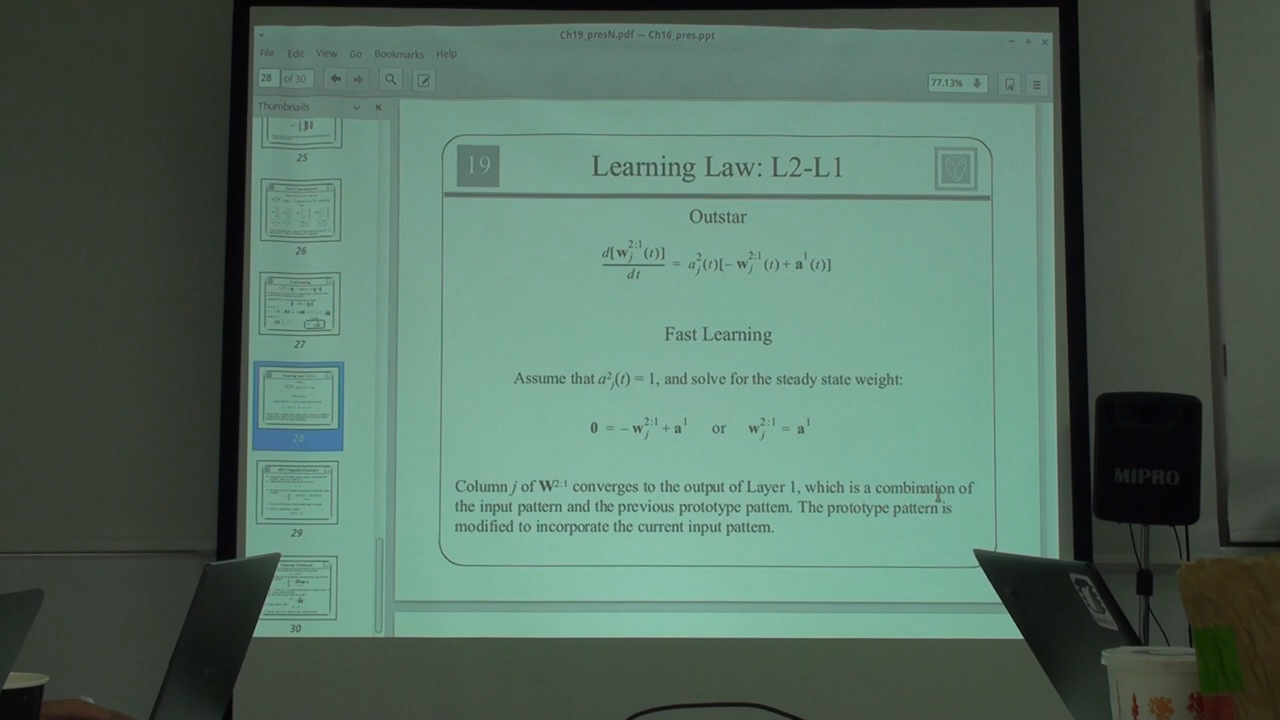 Ch19_presN.pdf — Ch16_pres.ppt
File Edit View Go Bookmarks Help
28 of 30
77.13%
Thumbnails
25
26
27
28
29
30
19
Learning Law: L2-L1
Outstar
d[w_j^{2:1}(t)]/dt = a_j^2(t)[– w_j^{2:1}(t) + a^1(t)]
Fast Learning
Assume that a^2_j(t) = 1, and solve for the steady state weight:
0 = – w_j^{2:1} + a^1 or w_j^{2:1} = a^1
Column j of W^{2:1} converges to the output of Layer 1, which is a combination of
the input pattern and the previous prototype pattern. The prototype pattern is
modified to incorporate the current input pattern.
MIPRO